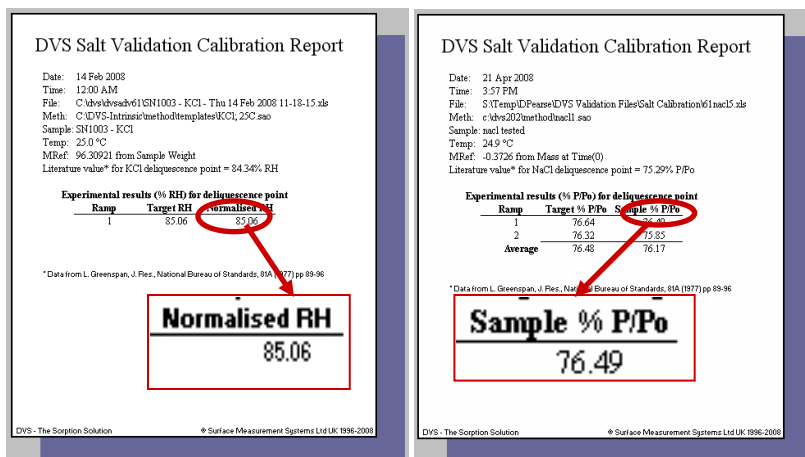 DVS Salt Validation Calibration Report
Date: 14 Feb 2008
Time: 12:00 AM
File: C:\dvs\dvsadv61\SN1003 - KCl - Thu 14 Feb 2008 11-18-15.xls
Meth: C:\DVS-Intrinsic\method\templates\KCl; 25C.sao
Sample: SN1003 - KCl
Temp: 25.0 °C
MRef: 96.30921 from Sample Weight
Literature value* for KCl deliquescence point = 84.34% RH
Experimental results (% RH) for deliquescence point
Ramp Target RH Normalised RH
1 85.06 85.06
* Data from L. Greenspan, J. Res., National Bureau of Standards, 81A (1977) pp 89-96
Normalised RH
85.06
DVS - The Sorption Solution © Surface Measurement Systems Ltd UK 1996-2008
DVS Salt Validation Calibration Report
Date: 21 Apr 2008
Time: 3:57 PM
File: S:\Temp\DPearse\DVS Validation Files\Salt Calibration\61nacl5.xls
Meth: c:\dvs202\method\nacl1.sao
Sample: nacl tested
Temp: 24.9 °C
MRef: -0.3726 from Mass at Time(0)
Literature value* for NaCl deliquescence point = 75.29% P/Po
Experimental results (% P/Po) for deliquescence point
Ramp Target % P/Po Sample % P/Po
1 76.64 76.49
2 76.32 75.85
Average 76.48 76.17
* Data from L. Greenspan, J. Res., National Bureau of Standards, 81A (1977) pp 89-96
Sample % P/Po
76.49
DVS - The Sorption Solution © Surface Measurement Systems Ltd UK 1996-2008